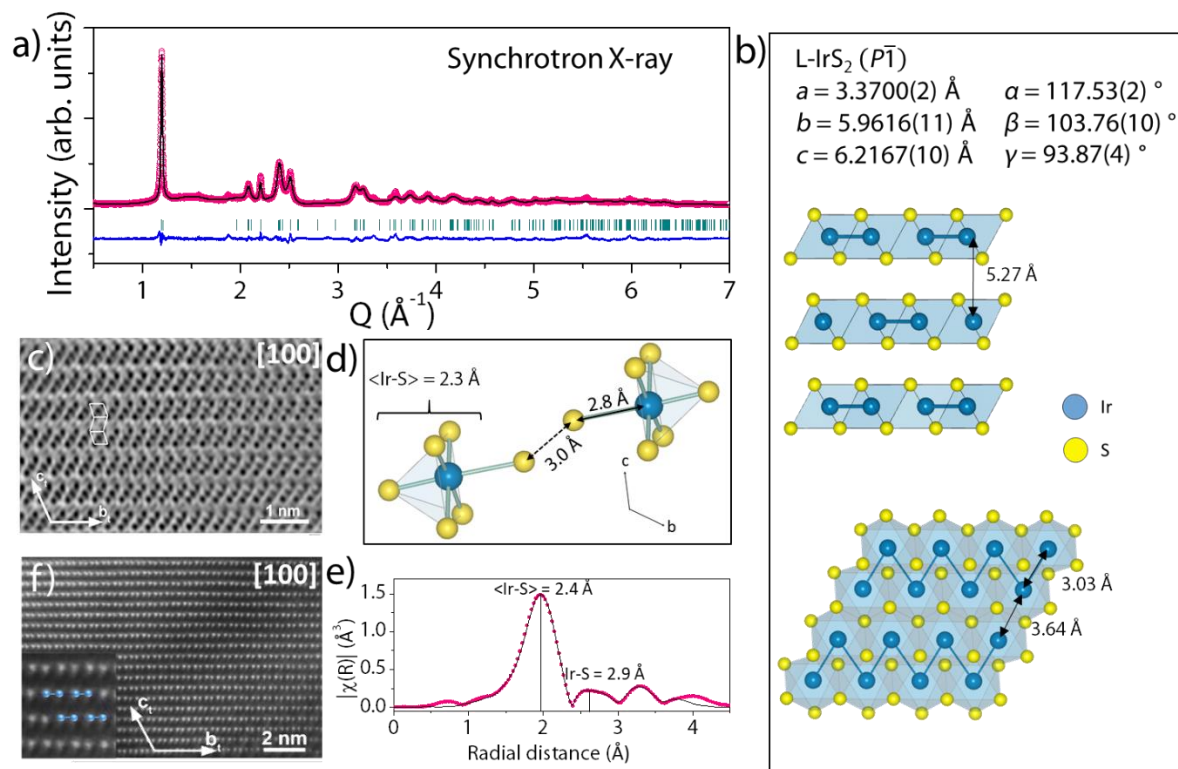 a)
Synchrotron X-ray
Intensity (arb. units)
1 2 3 4 5 6 7
Q (Å⁻¹)
b)
L-IrS₂ (P1̄)
a = 3.3700(2) Å α = 117.53(2) °
b = 5.9616(11) Å β = 103.76(10) °
c = 6.2167(10) Å γ = 93.87(4) °
5.27 Å
Ir
S
3.03 Å
3.64 Å
c)
[100]
cₜ
bₜ
1 nm
d)
<Ir-S> = 2.3 Å
2.8 Å
3.0 Å
c
b
f)
[100]
cₜ
bₜ
2 nm
e)
<Ir-S> = 2.4 Å
Ir-S = 2.9 Å
|χ(R)| (Å³)
1.5
1.0
0.5
0.0
0 1 2 3 4
Radial distance (Å)